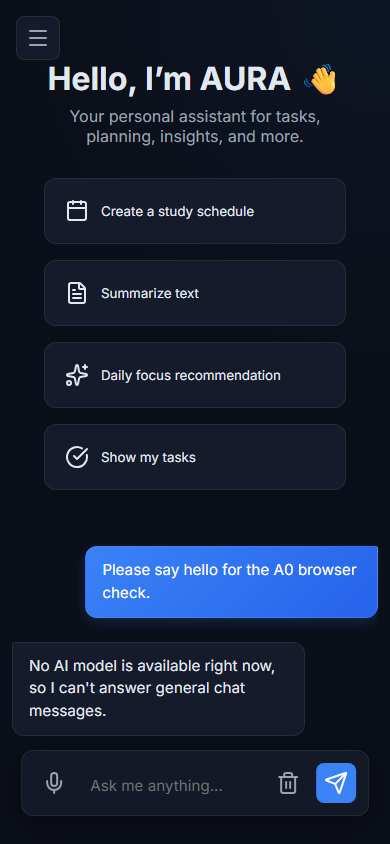 Hello, I’m AURA 👋
Your personal assistant for tasks,
planning, insights, and more.
Create a study schedule
Summarize text
Daily focus recommendation
Show my tasks
Please say hello for the A0 browser
check.
No AI model is available right now,
so I can't answer general chat
messages.
Ask me anything...